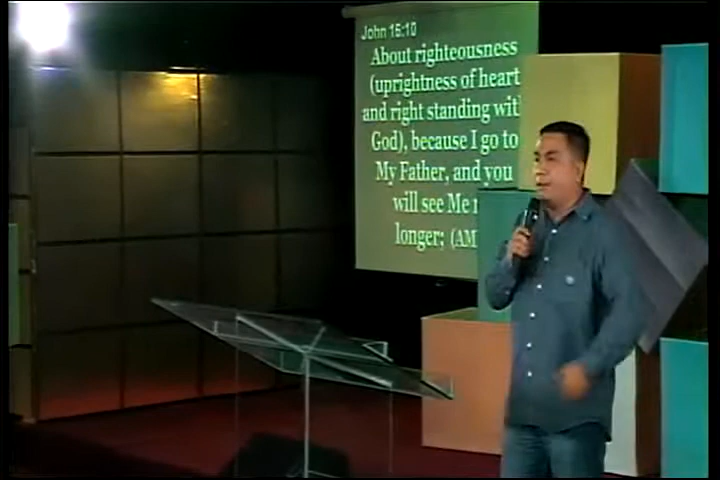 John 16:10
About righteousness
(uprightness of heart
and right standing with
God), because I go to
My Father, and you
will see Me
longer; (AM